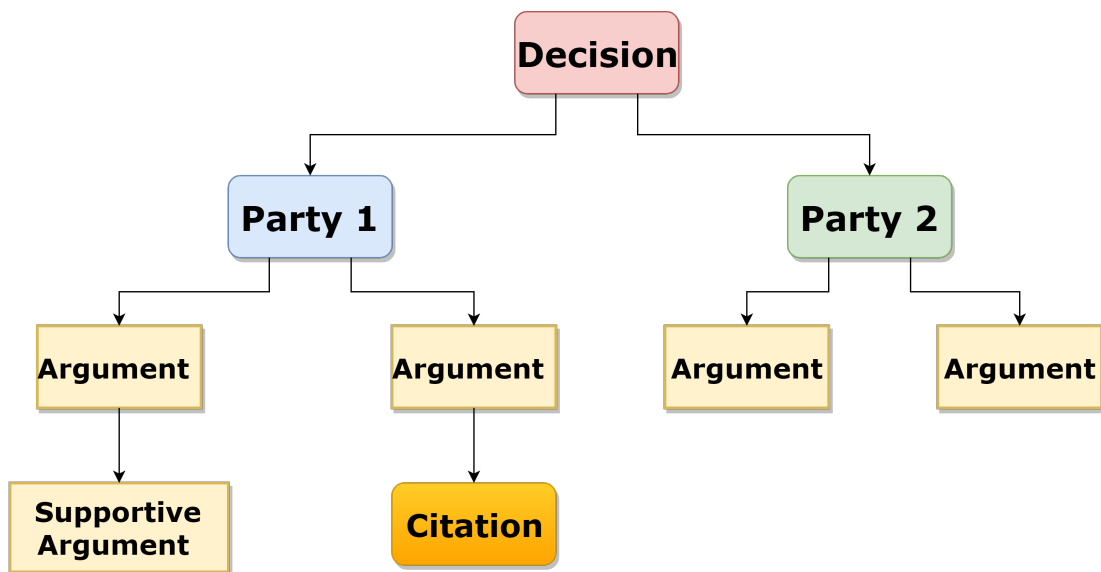 Decision
Party 1
Party 2
Argument
Argument
Argument
Argument
Supportive
Argument
Citation